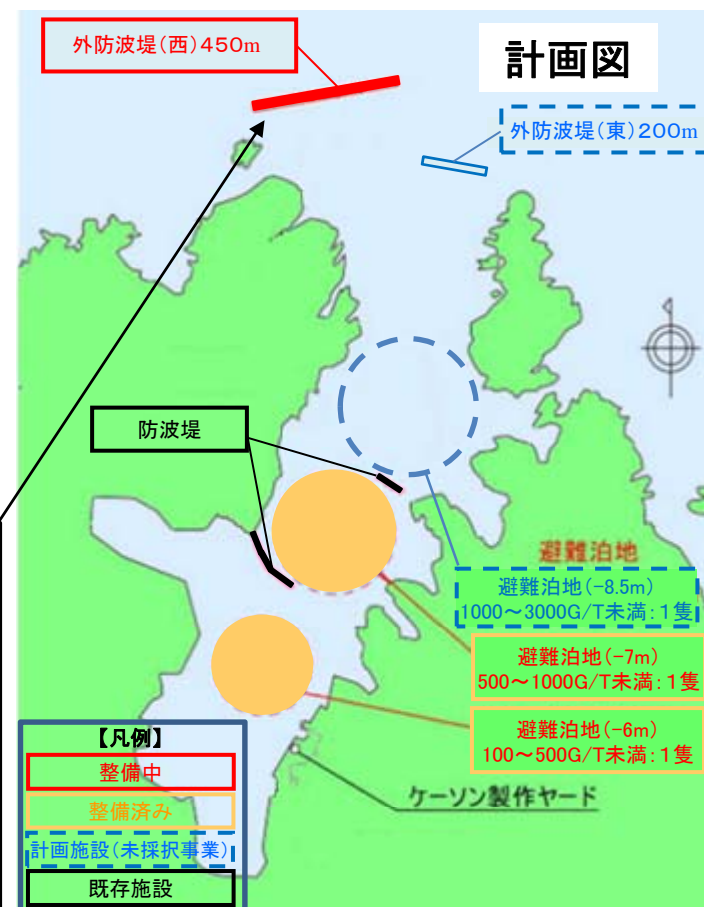 外防波堤(西)450m
計画図
外防波堤(東)200m
防波堤
避難泊地
避難泊地(-8.5m)
1000～3000G/T未満:1隻
避難泊地(-7m)
500～1000G/T未満:1隻
避難泊地(-6m)
100～500G/T未満:1隻
ケーソン製作ヤード
【凡例】
整備中
整備済み
計画施設(未採択事業)
既存施設